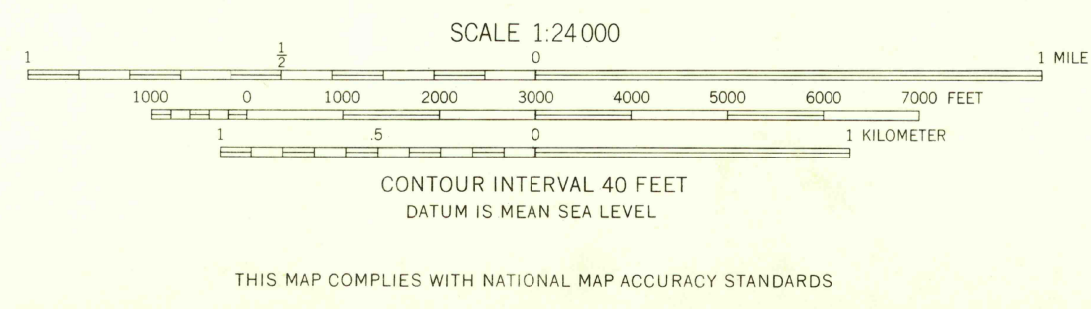 SCALE 1:24 000
1 1/2 0 1 MILE
1000 0 1000 2000 3000 4000 5000 6000 7000 FEET
1 .5 0 1 KILOMETER
CONTOUR INTERVAL 40 FEET
DATUM IS MEAN SEA LEVEL
THIS MAP COMPLIES WITH NATIONAL MAP ACCURACY STANDARDS